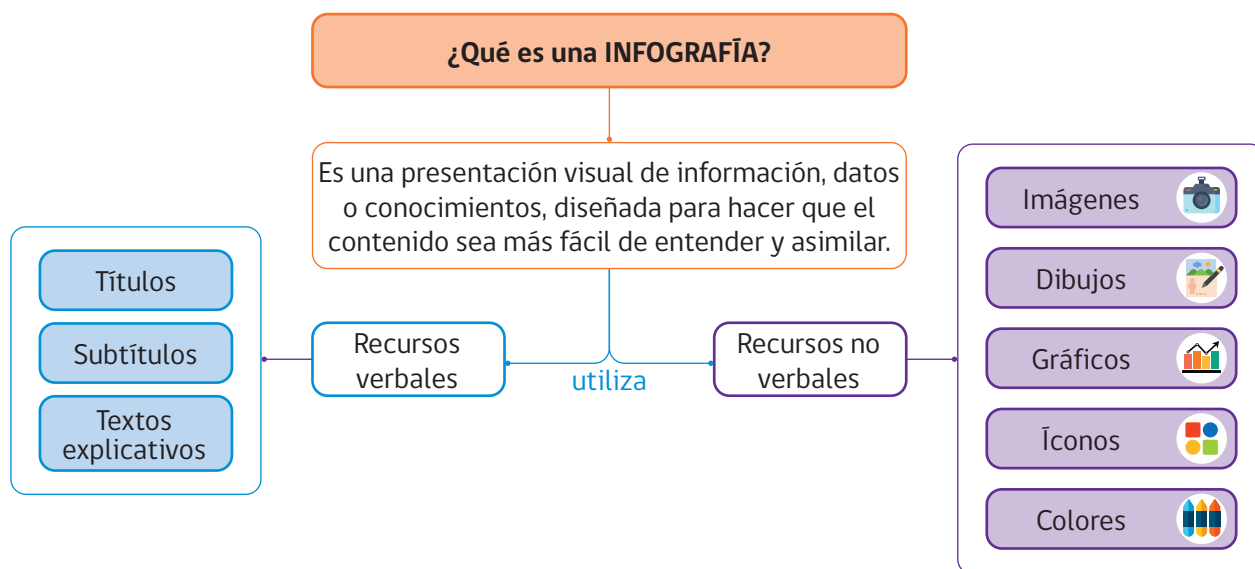 ¿Qué es una INFOGRAFÍA?
Es una presentación visual de información, datos
o conocimientos, diseñada para hacer que el
contenido sea más fácil de entender y asimilar.
utiliza
Recursos
verbales
Títulos
Subtítulos
Textos
explicativos
Recursos no
verbales
Imágenes
Dibujos
Gráficos
Íconos
Colores